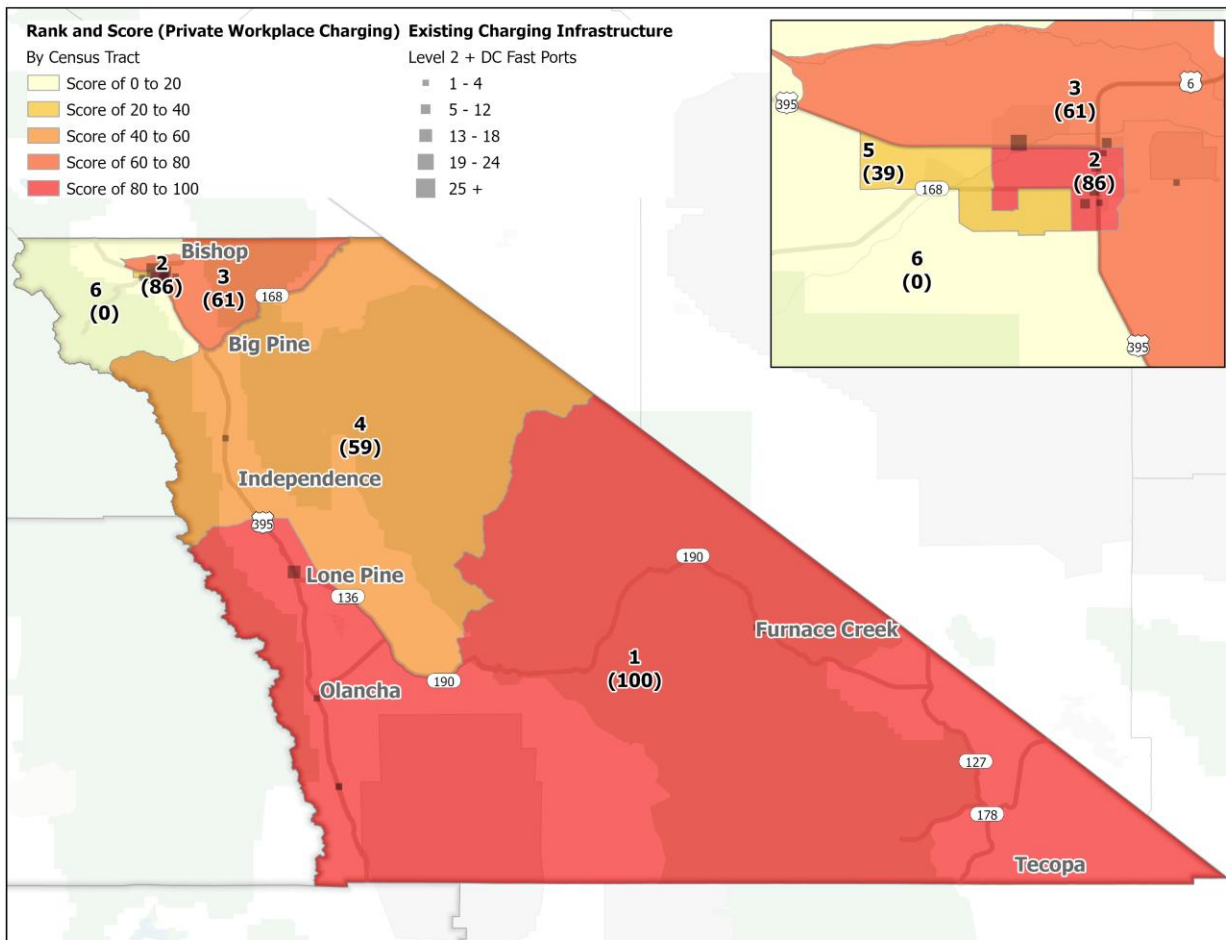 Rank and Score (Private Workplace Charging)
By Census Tract
Score of 0 to 20
Score of 20 to 40
Score of 40 to 60
Score of 60 to 80
Score of 80 to 100
Existing Charging Infrastructure
Level 2 + DC Fast Ports
1 - 4
5 - 12
13 - 18
19 - 24
25 +
3
(61)
6
395
5
(39)
2
(86)
168
6
(0)
395
Bishop
2
(86)
3
(61)
6
(0)
168
Big Pine
4
(59)
Independence
395
Lone Pine
136
190
Furnace Creek
1
(100)
190
Olancha
127
178
Tecopa